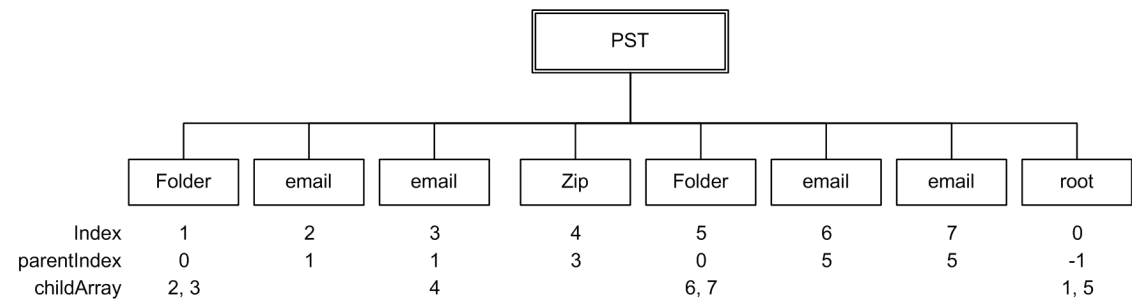 PST
Folder email email Zip Folder email email root
Index 1 2 3 4 5 6 7 0
parentIndex 0 1 1 3 0 5 5 -1
childArray 2, 3 4 6, 7 1, 5